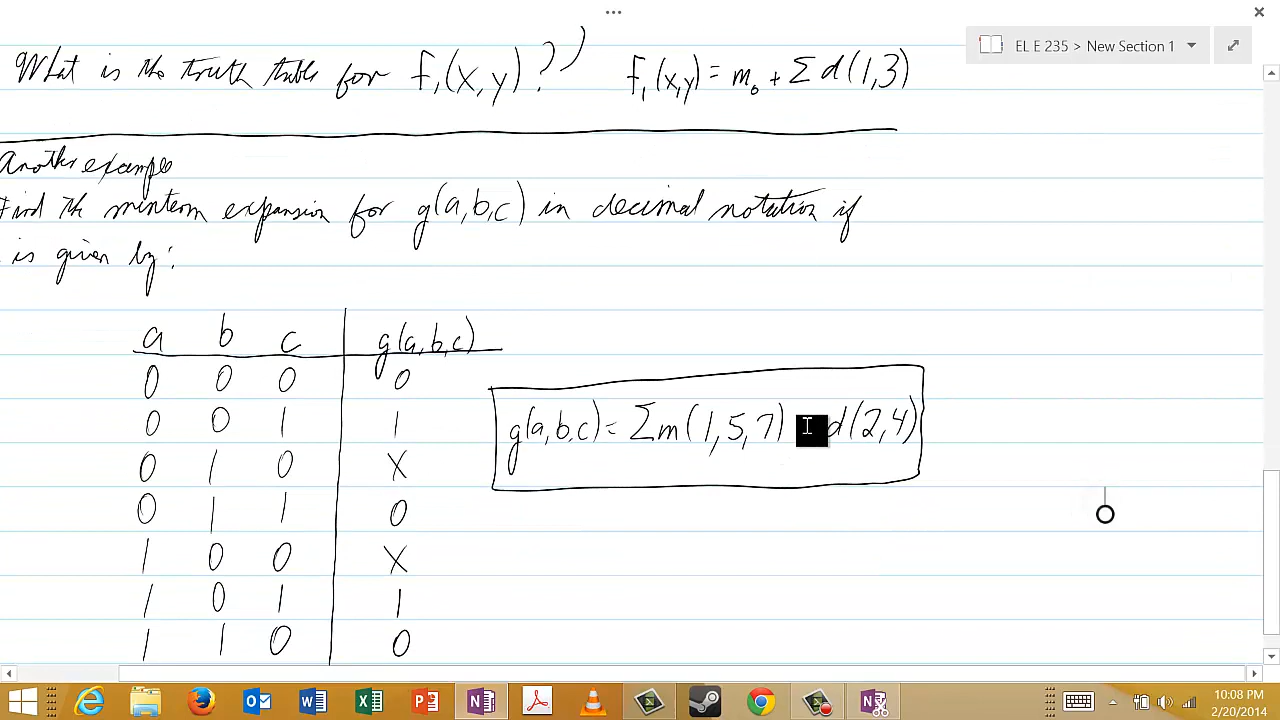 EL E 235 > New Section 1
What is the truth table for f₁(x,y)?? f₁(x,y) = m₀ + Σ d(1,3)
Another example
Find the minterm expansion for g(a,b,c) in decimal notation if
is given by:
a b c g(a,b,c)
0 0 0 0
0 0 1 1
0 1 0 X
0 1 1 0
1 0 0 X
1 0 1 1
1 1 0 0
g(a,b,c) = Σm(1,5,7) d(2,4)
10:08 PM
2/20/2014